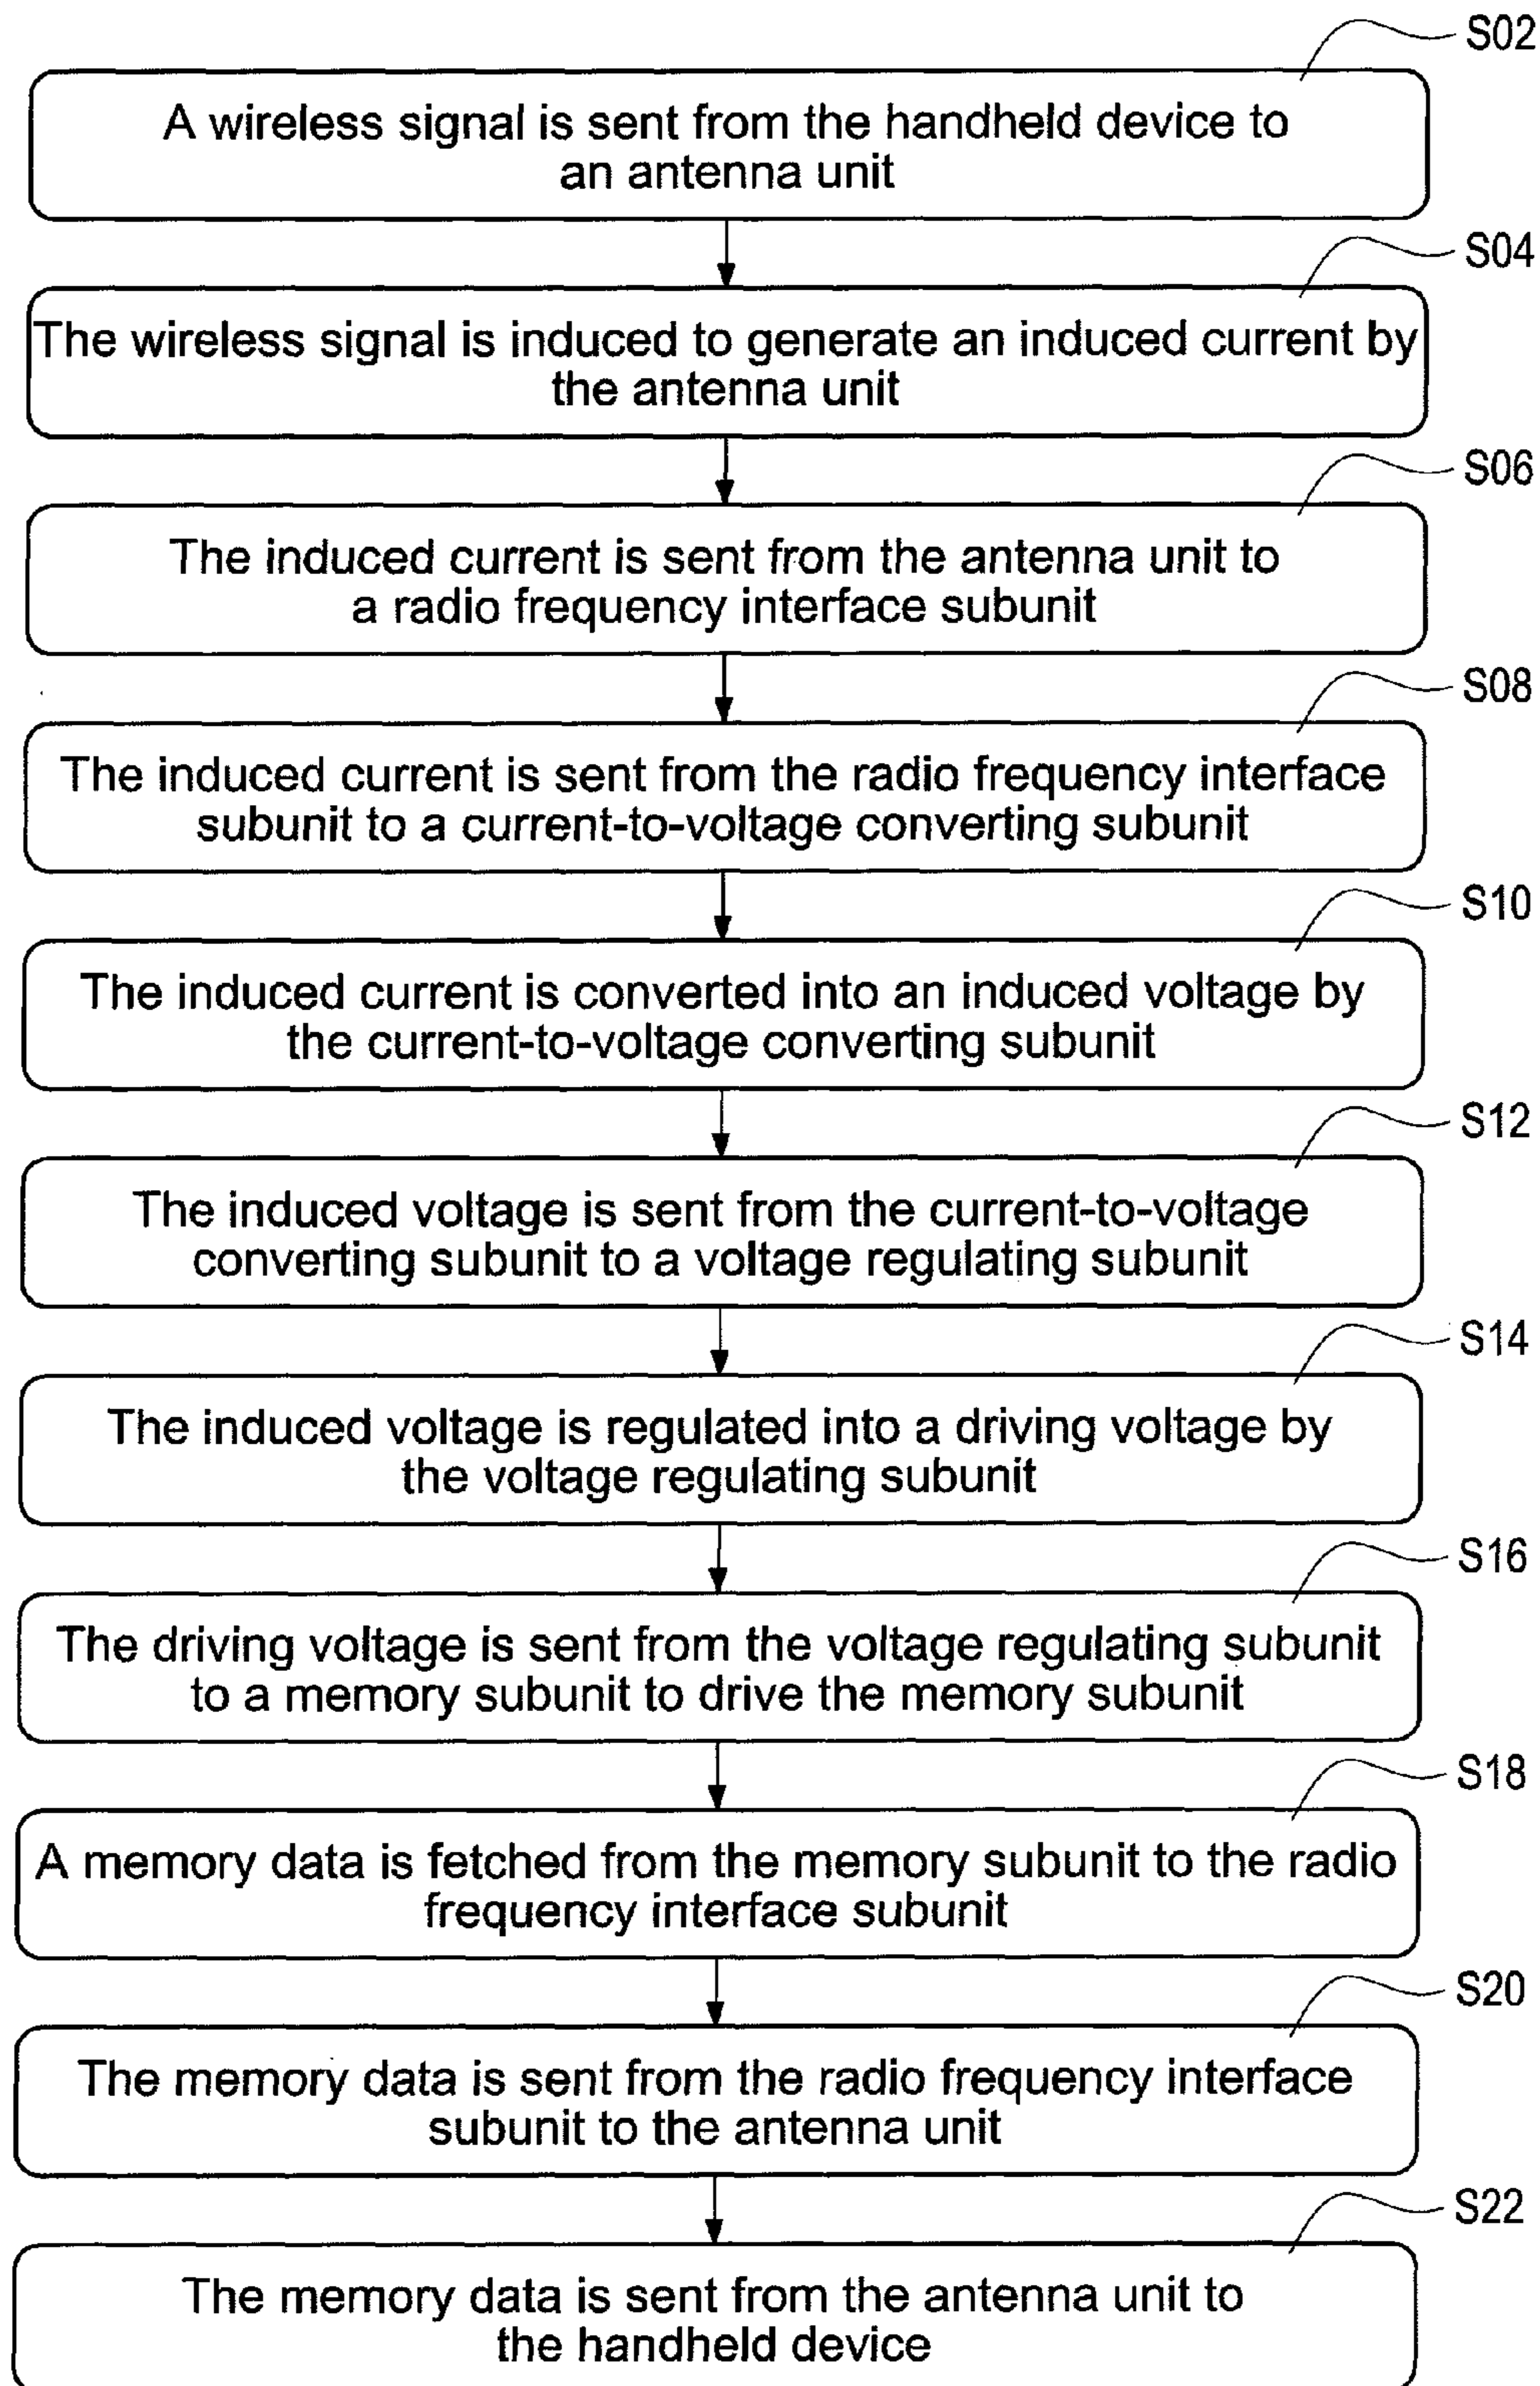 S02
A wireless signal is sent from the handheld device to
an antenna unit
S04
The wireless signal is induced to generate an induced current by
the antenna unit
S06
The induced current is sent from the antenna unit to
a radio frequency interface subunit
S08
The induced current is sent from the radio frequency interface
subunit to a current-to-voltage converting subunit
S10
The induced current is converted into an induced voltage by
the current-to-voltage converting subunit
S12
The induced voltage is sent from the current-to-voltage
converting subunit to a voltage regulating subunit
S14
The induced voltage is regulated into a driving voltage by
the voltage regulating subunit
S16
The driving voltage is sent from the voltage regulating subunit
to a memory subunit to drive the memory subunit
S18
A memory data is fetched from the memory subunit to the radio
frequency interface subunit
S20
The memory data is sent from the radio frequency interface
subunit to the antenna unit
S22
The memory data is sent from the antenna unit to
the handheld device